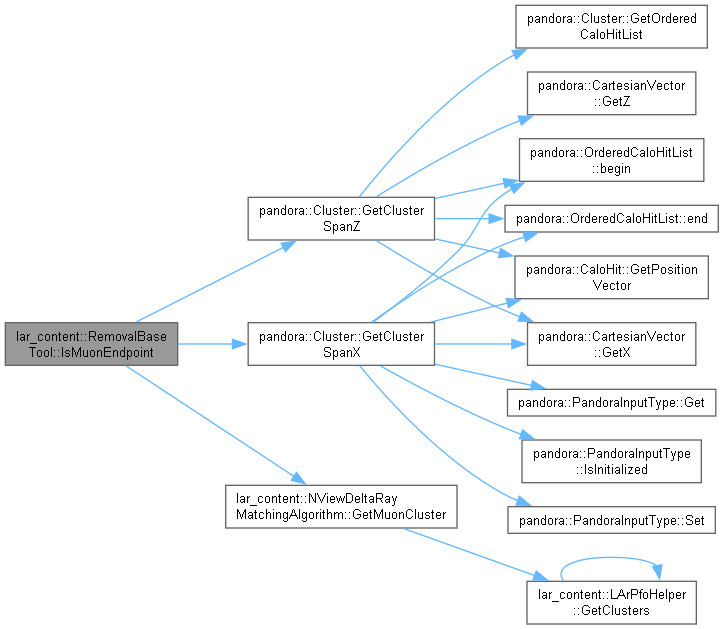 lar_content::RemovalBase
Tool::IsMuonEndpoint
pandora::Cluster::GetCluster
SpanZ
pandora::Cluster::GetCluster
SpanX
lar_content::NViewDeltaRay
MatchingAlgorithm::GetMuonCluster
pandora::Cluster::GetOrdered
CaloHitList
pandora::CartesianVector
::GetZ
pandora::OrderedCaloHitList
::begin
pandora::OrderedCaloHitList::end
pandora::CaloHit::GetPosition
Vector
pandora::CartesianVector
::GetX
pandora::PandoraInputType::Get
pandora::PandoraInputType
::IsInitialized
pandora::PandoraInputType::Set
lar_content::LArPfoHelper
::GetClusters